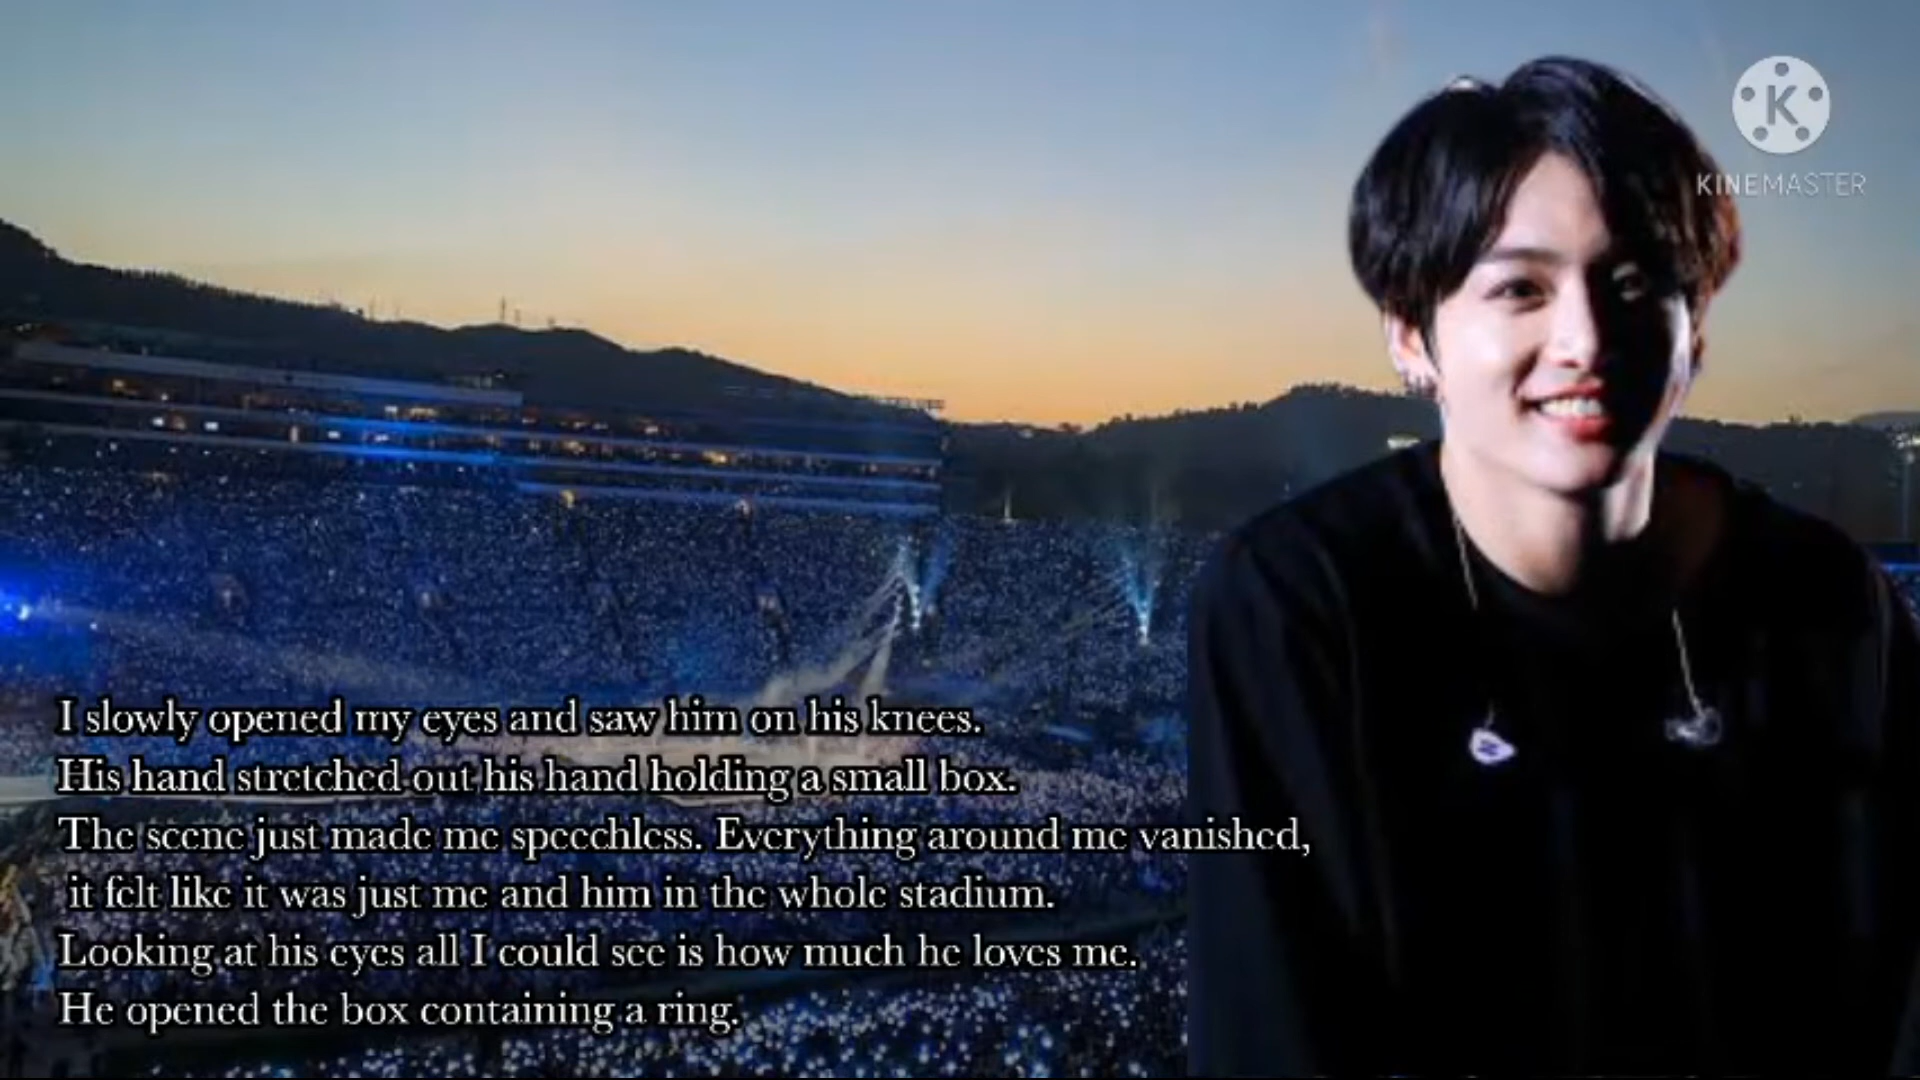 K
KINEMASTER
I slowly opened my eyes and saw him on his knees.
His hand stretched out his hand holding a small box.
The scene just made me speechless. Everything around me vanished,
it felt like it was just me and him in the whole stadium.
Looking at his eyes all I could see is how much he loves me.
He opened the box containing a ring.